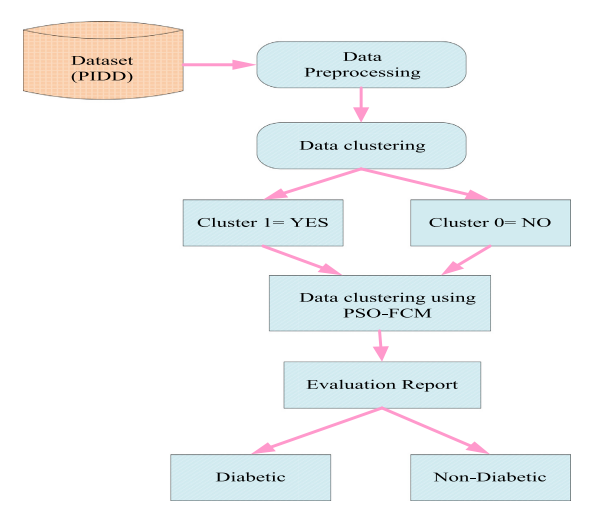 Dataset
(PIDD)
Data
Preprocessing
Data clustering
Cluster 1= YES
Cluster 0= NO
Data clustering using
PSO-FCM
Evaluation Report
Diabetic
Non-Diabetic